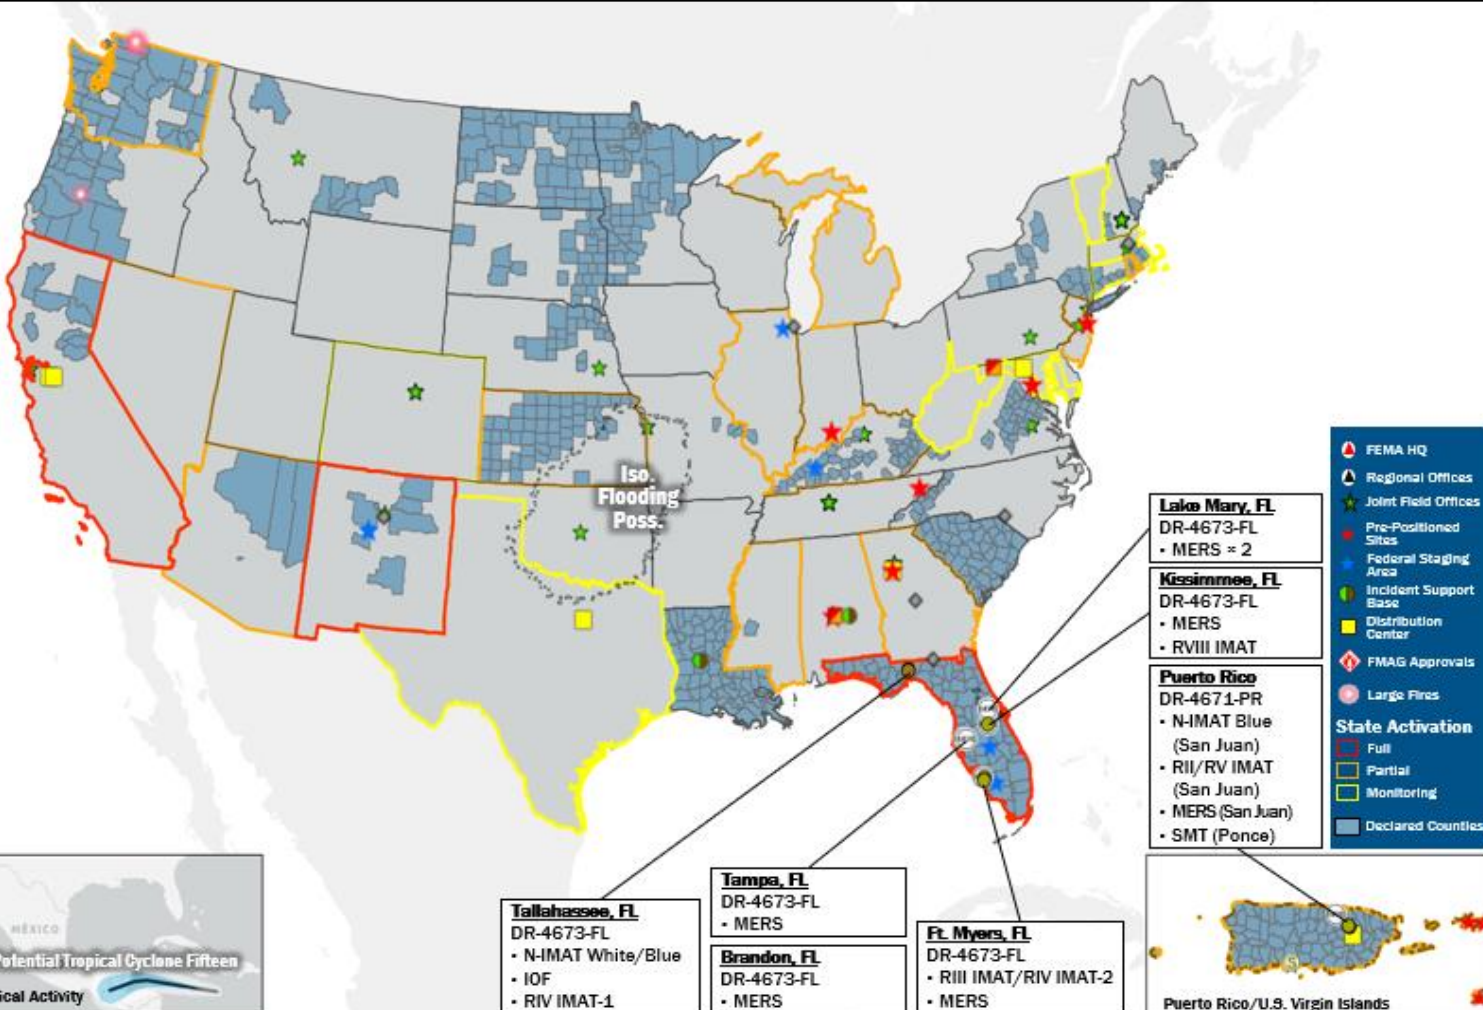 Iso.
Flooding
Poss.
Lake Mary, FL
DR-4673-FL
• MERS × 2
Kissimmee, FL
DR-4673-FL
• MERS
• RVIII IMAT
Puerto Rico
DR-4671-PR
• N-IMAT Blue
(San Juan)
• RII/RV IMAT
(San Juan)
• MERS (San Juan)
• SMT (Ponce)
FEMA HQ
Regional Offices
Joint Field Offices
Pre-Positioned
Sites
Federal Staging
Area
Incident Support
Base
Distribution
Center
FMAG Approvals
Large Fires
State Activation
Full
Partial
Monitoring
Declared Counties
Tallahassee, FL
DR-4673-FL
• N-IMAT White/Blue
• IOF
• RIV IMAT-1
Tampa, FL
DR-4673-FL
• MERS
Brandon, FL
DR-4673-FL
• MERS
Ft. Myers, FL
DR-4673-FL
• RIII IMAT/RIV IMAT-2
• MERS
MÉXICO
Potential Tropical Cyclone Fifteen
ical Activity
Puerto Rico/U.S. Virgin Islands